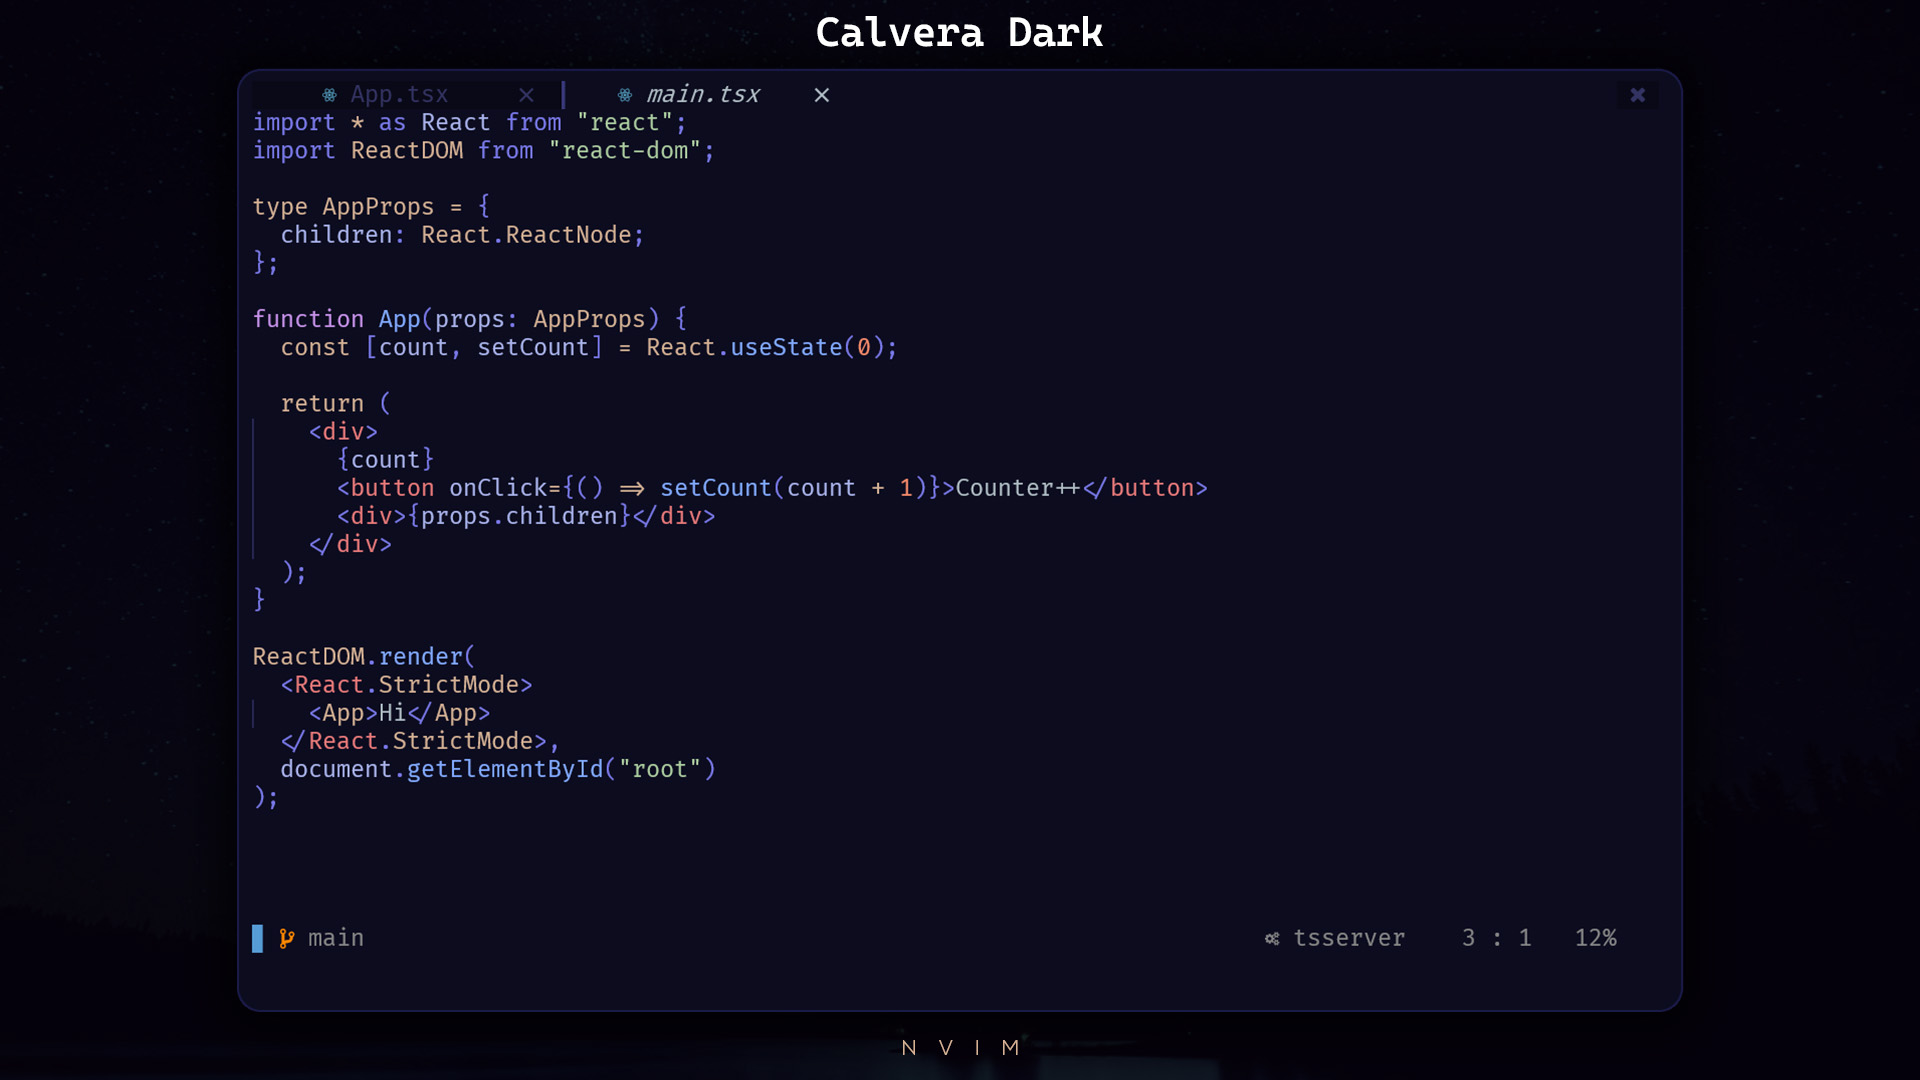 Calvera Dark
App.tsx × main.tsx × ✖
import * as React from "react";
import ReactDOM from "react-dom";

type AppProps = {
  children: React.ReactNode;
};

function App(props: AppProps) {
  const [count, setCount] = React.useState(0);

  return (
    <div>
      {count}
      <button onClick={() => setCount(count + 1)}>Counter++</button>
      <div>{props.children}</div>
    </div>
  );
}

ReactDOM.render(
  <React.StrictMode>
    <App>Hi</App>
  </React.StrictMode>,
  document.getElementById("root")
);
main tsserver 3 : 1 12%
N V I M